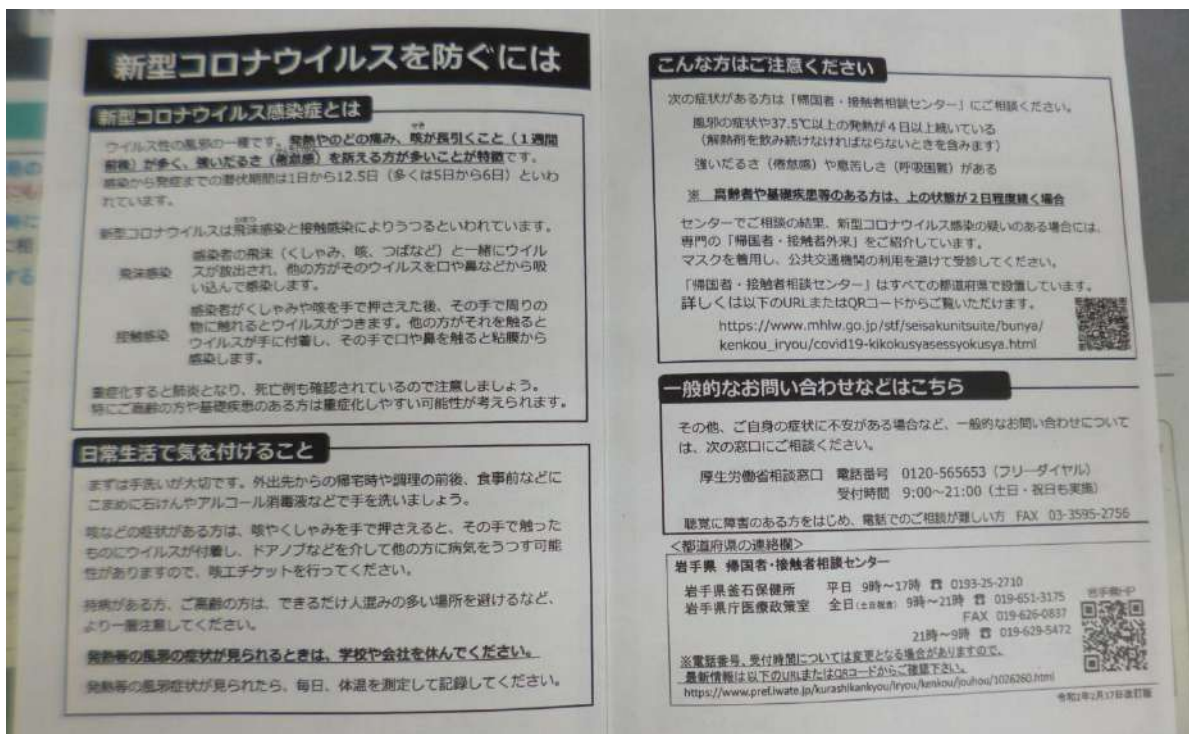 新型コロナウイルスを防ぐには
新型コロナウイルス感染症とは
ウイルス性の風邪の一種です。発熱やのどの痛み、咳が長引くこと（１週間
前後）が多く、強いだるさ（倦怠感）を訴える方が多いことが特徴です。
感染から発症までの潜伏期間は1日から12.5日（多くは5日から6日）といわ
れています。
新型コロナウイルスは飛沫感染と接触感染によりうつるといわれています。
飛沫感染
感染者の飛沫（くしゃみ、咳、つばなど）と一緒にウイル
スが放出され、他の方がそのウイルスを口や鼻などから吸
い込んで感染します。
接触感染
感染者がくしゃみや咳を手で押さえた後、その手で周りの
物に触れるとウイルスがつきます。他の方がそれを触ると
ウイルスが手に付着し、その手で口や鼻を触ると粘膜から
感染します。
重症化すると肺炎となり、死亡例も確認されているので注意しましょう。
特にご高齢の方や基礎疾患のある方は重症化しやすい可能性が考えられます。
日常生活で気を付けること
まずは手洗いが大切です。外出先からの帰宅時や調理の前後、食事前などに
こまめに石けんやアルコール消毒液などで手を洗いましょう。
咳などの症状がある方は、咳やくしゃみを手で押さえると、その手で触った
ものにウイルスが付着し、ドアノブなどを介して他の方に病気をうつす可能
性がありますので、咳エチケットを行ってください。
持病がある方、ご高齢の方は、できるだけ人混みの多い場所を避けるなど、
より一層注意してください。
発熱等の風邪の症状が見られるときは、学校や会社を休んでください。
発熱等の風邪症状が見られたら、毎日、体温を測定して記録してください。
こんな方はご注意ください
次の症状がある方は「帰国者・接触者相談センター」にご相談ください。
風邪の症状や37.5℃以上の発熱が４日以上続いている
（解熱剤を飲み続けなければならないときを含みます）
強いだるさ（倦怠感）や息苦しさ（呼吸困難）がある
※ 高齢者や基礎疾患等のある方は、上の状態が２日程度続く場合
センターでご相談の結果、新型コロナウイルス感染の疑いのある場合には、
専門の「帰国者・接触者外来」をご紹介しています。
マスクを着用し、公共交通機関の利用を避けて受診してください。
「帰国者・接触者相談センター」はすべての都道府県で設置しています。
詳しくは以下のURLまたはQRコードからご覧いただけます。
https://www.mhlw.go.jp/stf/seisakunitsuite/bunya/
kenkou_iryou/covid19-kikokusyasessyokusya.html
一般的なお問い合わせなどはこちら
その他、ご自身の症状に不安がある場合など、一般的なお問い合わせについて
は、次の窓口にご相談ください。
厚生労働省相談窓口 電話番号 0120-565653（フリーダイヤル）
受付時間 9:00～21:00（土日・祝日も実施）
聴覚に障害のある方をはじめ、電話でのご相談が難しい方 FAX 03-3595-2756
＜都道府県の連絡欄＞
岩手県 帰国者・接触者相談センター
岩手県釜石保健所 平日 9時～17時 ☎ 0193-25-2710
岩手県庁医療政策室 全日（土日祝含）9時～21時 ☎ 019-651-3175
FAX 019-626-0837
21時～9時 ☎ 019-629-5472
岩手県HP
※電話番号、受付時間については変更となる場合がありますので、
最新情報は以下のURLまたはQRコードからご確認下さい。
https://www.pref.iwate.jp/kurashikankyou/iryou/kenkou/jouhou/1026260.html
令和2年2月17日改訂版